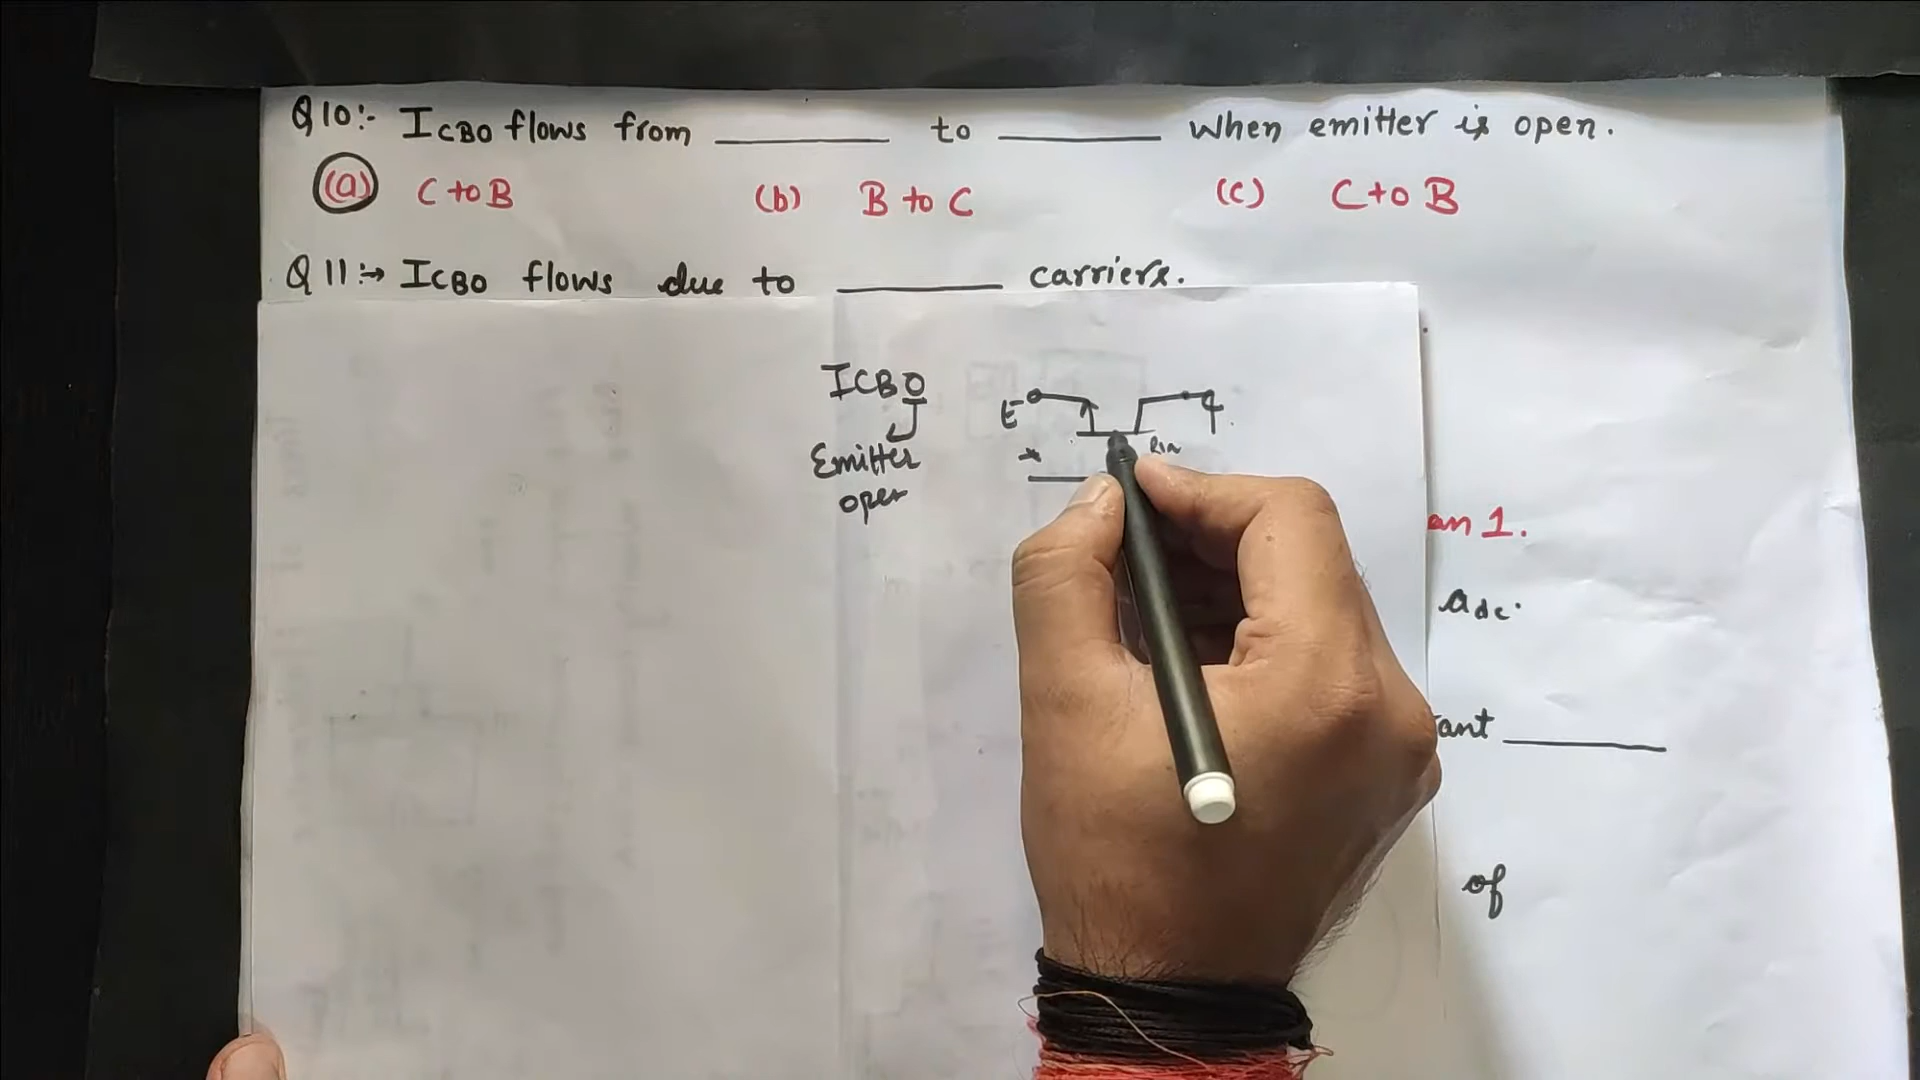 Q10:- ICBO flows from ________ to ________ when emitter is open.
(a) C to B (b) B to C (c) C to B
Q11:→ ICBO flows due to ________ carriers.
ICBO
E
Emitter
open
an 1.
αdc.
tant ________
of